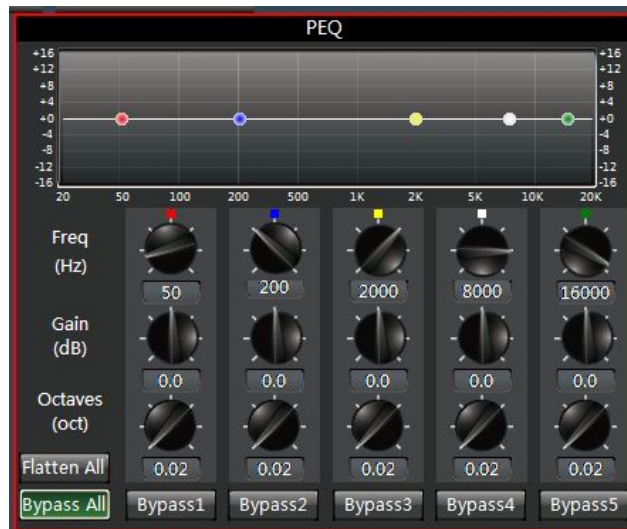 PEQ
+16 +16
+12 +12
+8 +8
+4 +4
+0 +0
-4 -4
-8 -8
-12 -12
-16 -16
20 50 100 200 500 1K 2K 5K 10K 20K
Freq
(Hz)
50 200 2000 8000 16000
Gain
(dB)
0.0 0.0 0.0 0.0 0.0
Octaves
(oct)
Flatten All
0.02 0.02 0.02 0.02 0.02
Bypass All Bypass1 Bypass2 Bypass3 Bypass4 Bypass5